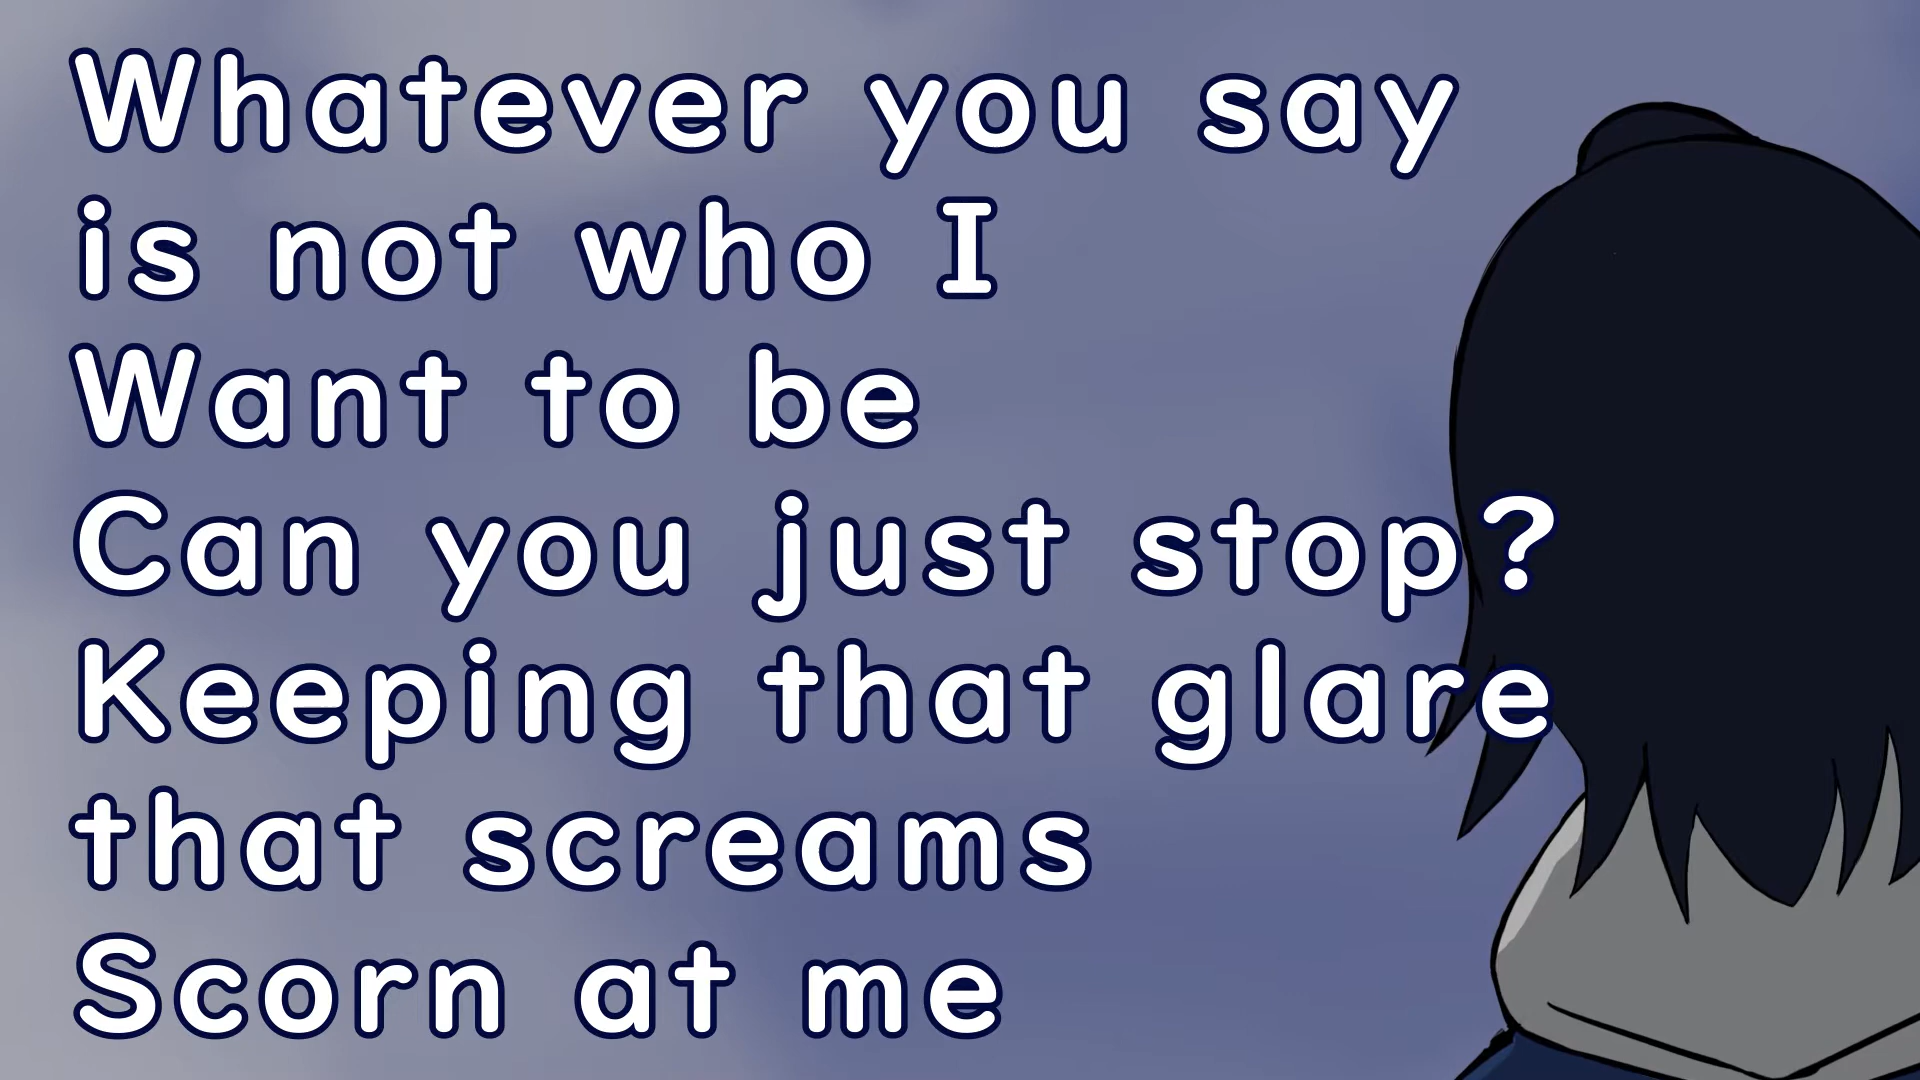 Whatever you say
is not who I
Want to be
Can you just stop?
Keeping that glare
that screams
Scorn at me